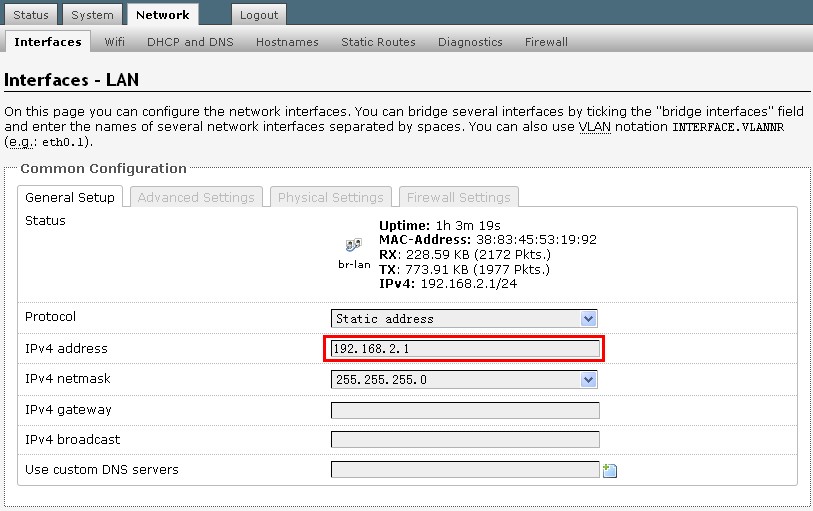 Status System Network Logout
Interfaces Wifi DHCP and DNS Hostnames Static Routes Diagnostics Firewall
Interfaces - LAN
On this page you can configure the network interfaces. You can bridge several interfaces by ticking the "bridge interfaces" field
and enter the names of several network interfaces separated by spaces. You can also use VLAN notation INTERFACE.VLANNR
(e.g.: eth0.1).
Common Configuration
General Setup Advanced Settings Physical Settings Firewall Settings
Status
Uptime: 1h 3m 19s
MAC-Address: 38:83:45:53:19:92
RX: 228.59 KB (2172 Pkts.)
br-lan
TX: 773.91 KB (1977 Pkts.)
IPv4: 192.168.2.1/24
Protocol Static address
IPv4 address 192.168.2.1
IPv4 netmask 255.255.255.0
IPv4 gateway
IPv4 broadcast
Use custom DNS servers